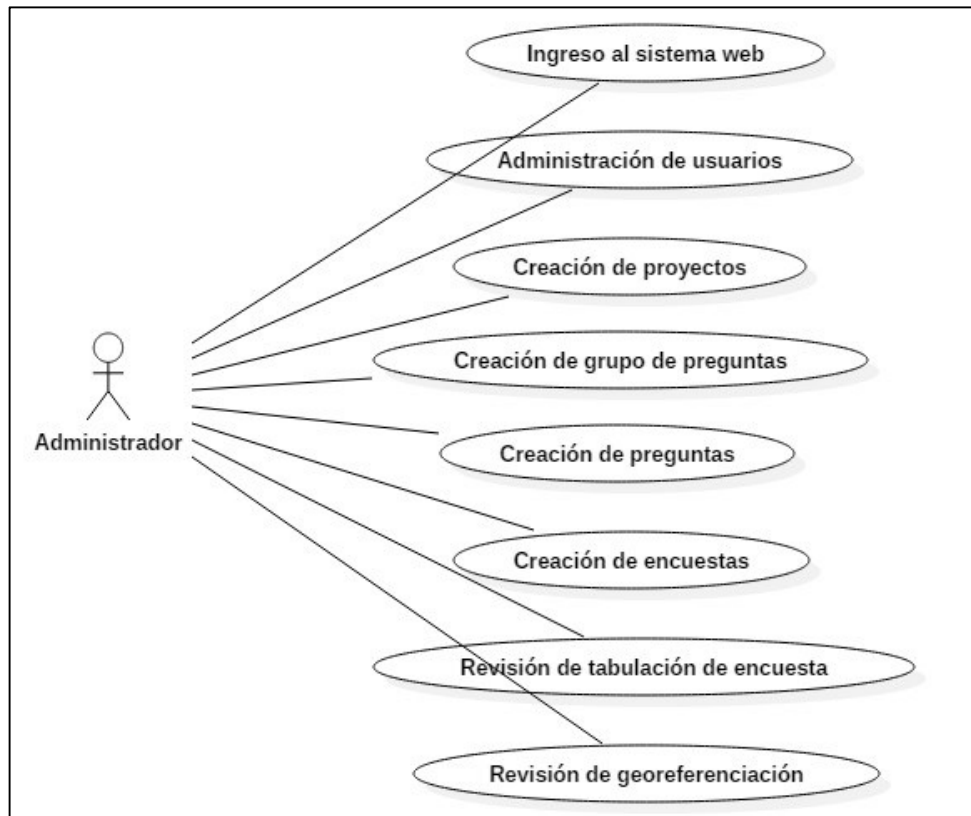 Ingreso al sistema web
Administración de usuarios
Creación de proyectos
Creación de grupo de preguntas
Administrador
Creación de preguntas
Creación de encuestas
Revisión de tabulación de encuesta
Revisión de georeferenciación